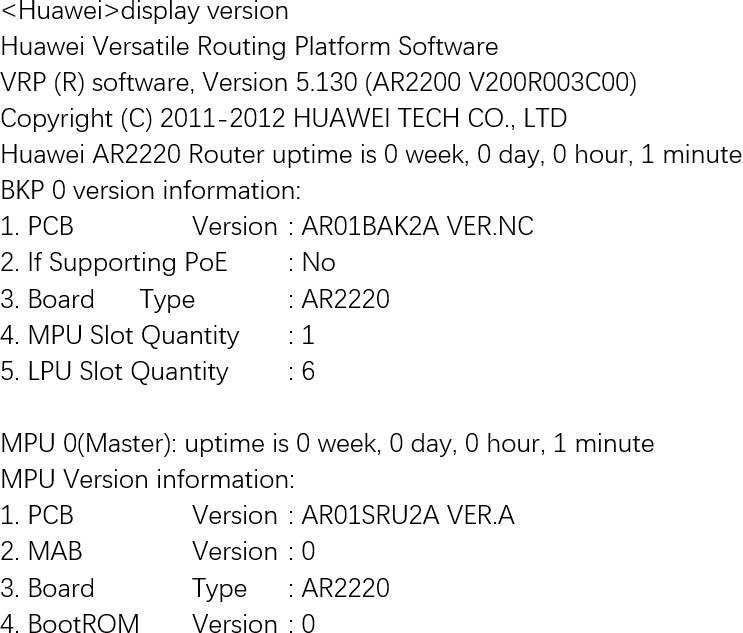 <Huawei>display version
Huawei Versatile Routing Platform Software
VRP (R) software, Version 5.130 (AR2200 V200R003C00)
Copyright (C) 2011-2012 HUAWEI TECH CO., LTD
Huawei AR2220 Router uptime is 0 week, 0 day, 0 hour, 1 minute
BKP 0 version information:
1. PCB Version : AR01BAK2A VER.NC
2. If Supporting PoE : No
3. Board Type : AR2220
4. MPU Slot Quantity : 1
5. LPU Slot Quantity : 6
MPU 0(Master): uptime is 0 week, 0 day, 0 hour, 1 minute
MPU Version information:
1. PCB Version : AR01SRU2A VER.A
2. MAB Version : 0
3. Board Type : AR2220
4. BootROM Version : 0